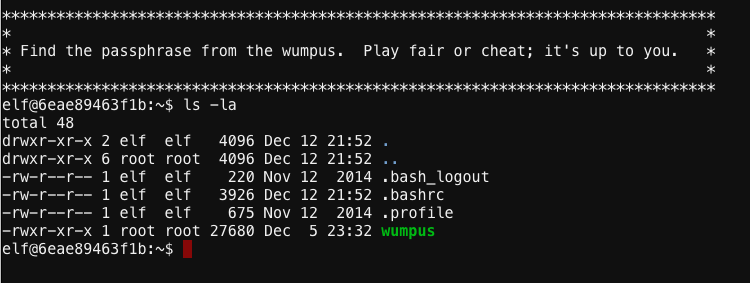 *******************************************************************************
*                                                                             *
* Find the passphrase from the wumpus.  Play fair or cheat; it's up to you.   *
*                                                                             *
*******************************************************************************
elf@6eae89463f1b:~$ ls -la
total 48
drwxr-xr-x 2 elf  elf   4096 Dec 12 21:52 .
drwxr-xr-x 6 root root  4096 Dec 12 21:52 ..
-rw-r--r-- 1 elf  elf    220 Nov 12  2014 .bash_logout
-rw-r--r-- 1 elf  elf   3926 Dec 12 21:52 .bashrc
-rw-r--r-- 1 elf  elf    675 Nov 12  2014 .profile
-rwxr-xr-x 1 root root 27680 Dec  5 23:32 wumpus
elf@6eae89463f1b:~$